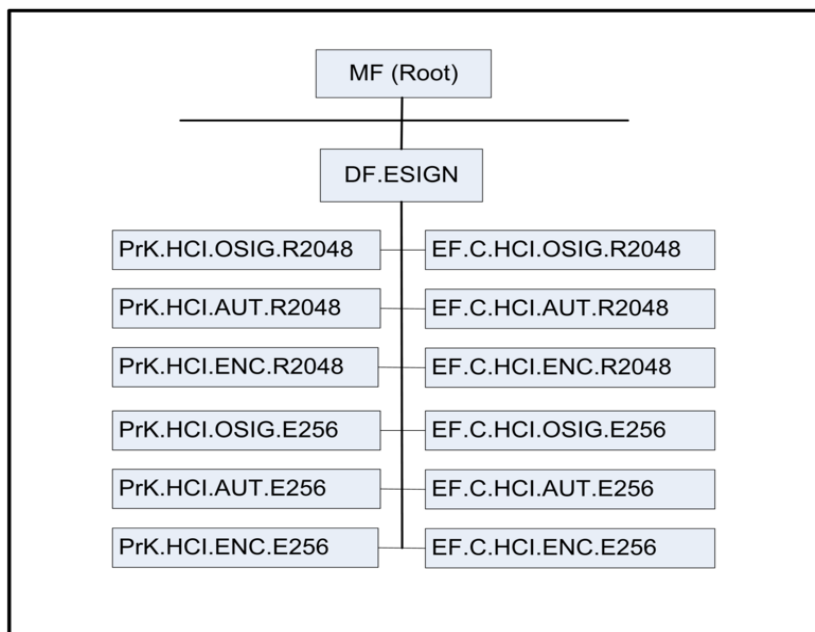 MF (Root)
DF.ESIGN
PrK.HCI.OSIG.R2048
EF.C.HCI.OSIG.R2048
PrK.HCI.AUT.R2048
EF.C.HCI.AUT.R2048
PrK.HCI.ENC.R2048
EF.C.HCI.ENC.R2048
PrK.HCI.OSIG.E256
EF.C.HCI.OSIG.E256
PrK.HCI.AUT.E256
EF.C.HCI.AUT.E256
PrK.HCI.ENC.E256
EF.C.HCI.ENC.E256